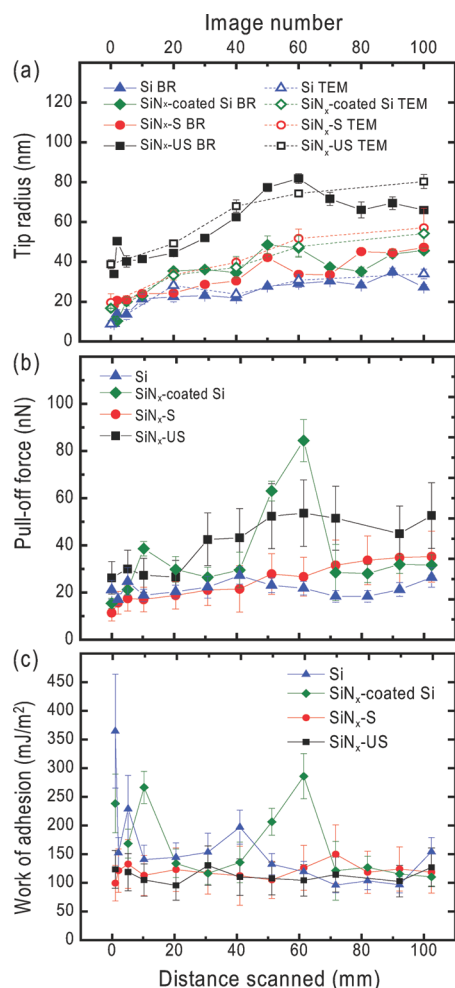 Image number
0 20 40 60 80 100
(a)
Tip radius (nm)
120
100
80
60
40
20
0
Si BR
SiNx-coated Si BR
SiNx-S BR
SiNx-US BR
Si TEM
SiNx-coated Si TEM
SiNx-S TEM
SiNx-US TEM
(b)
Pull-off force (nN)
100
80
60
40
20
0
Si
SiNx-coated Si
SiNx-S
SiNx-US
(c)
Work of adhesion (mJ/m²)
450
400
350
300
250
200
150
100
50
0
Si
SiNx-coated Si
SiNx-S
SiNx-US
0 20 40 60 80 100
Distance scanned (mm)